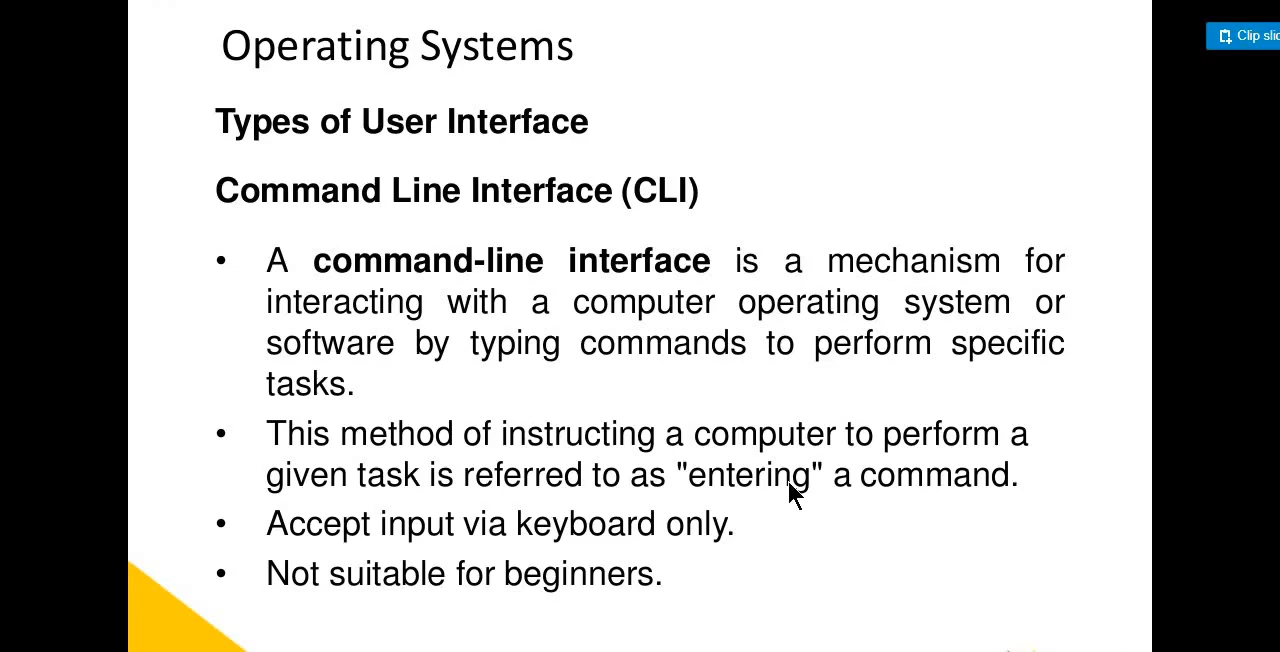 Operating Systems
Clip slic
Types of User Interface
Command Line Interface (CLI)
• A command-line interface is a mechanism for
interacting with a computer operating system or
software by typing commands to perform specific
tasks.
• This method of instructing a computer to perform a
given task is referred to as "entering" a command.
• Accept input via keyboard only.
• Not suitable for beginners.